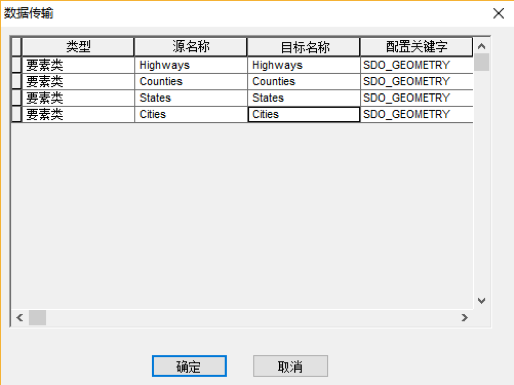 数据传输
类型 源名称 目标名称 配置关键字
要素类 Highways Highways SDO_GEOMETRY
要素类 Counties Counties SDO_GEOMETRY
要素类 States States SDO_GEOMETRY
要素类 Cities Cities SDO_GEOMETRY
确定 取消